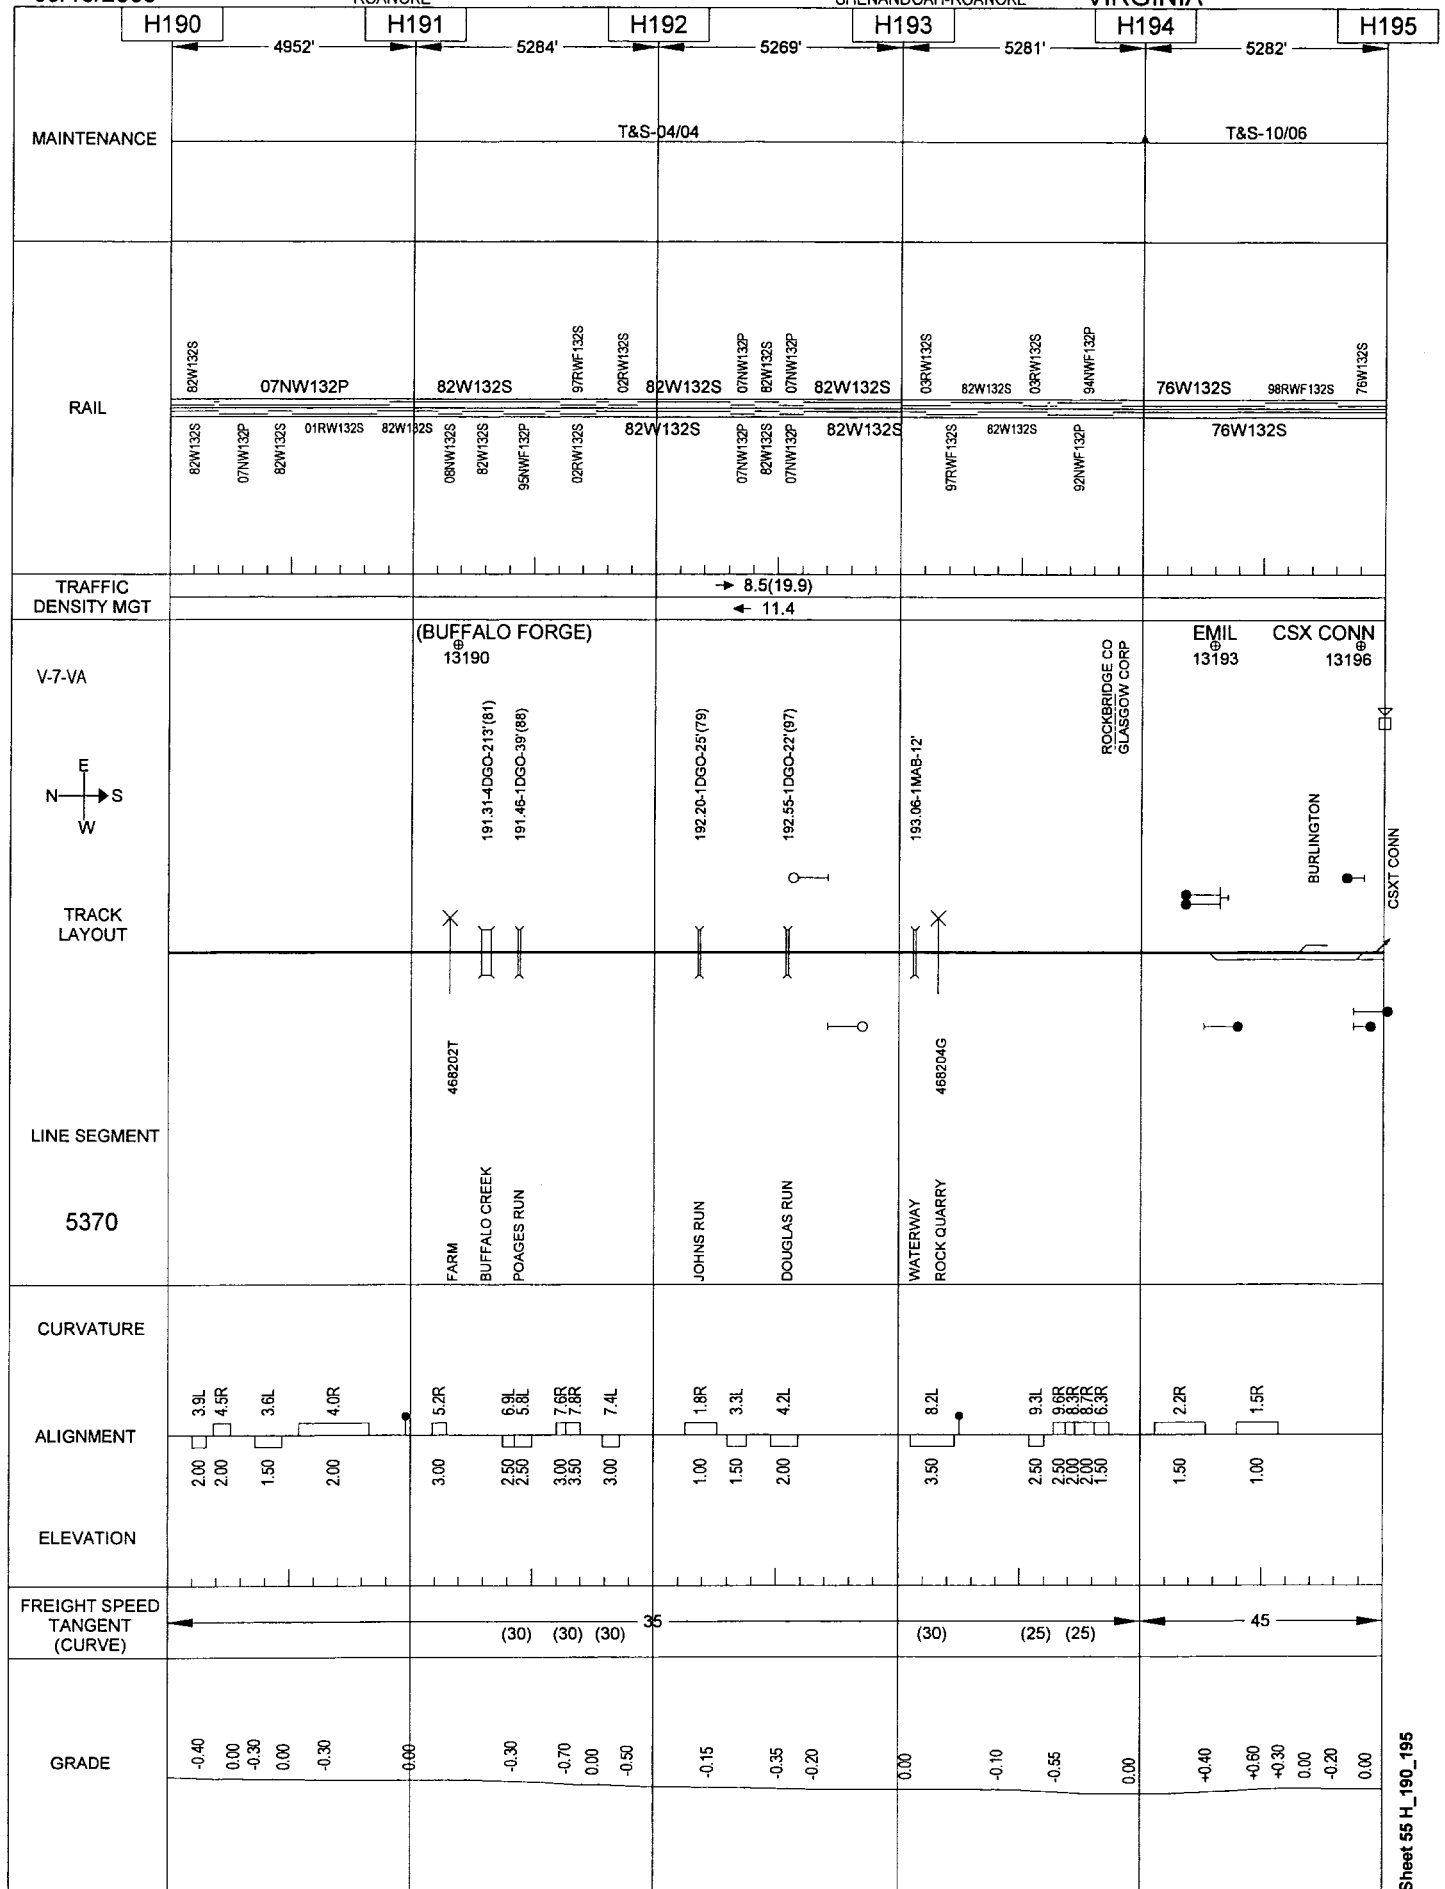 ROANOKE
SHENANDOAH-ROANOKE
VIRGINIA
H190 H191 H192 H193 H194 H195
4952' 5284' 5269' 5281' 5282'
MAINTENANCE
T&S-04/04 T&S-10/06
RAIL
82W132S 97RWF132S 02RW132S 07NW132P 82W132S 07NW132P 03RW132S 03RW132S 94NWF132P 76W132S
07NW132P 82W132S 82W132S 82W132S 82W132S 76W132S 98RWF132S
01RW132S 82W132S 82W132S 82W132S 82W132S 76W132S
82W132S 07NW132P 82W132S 08NW132S 82W132S 95NWF132P 02RW132S 07NW132P 82W132S 07NW132P 97RWF132S 92NWF132P
TRAFFIC
DENSITY MGT
→ 8.5(19.9)
← 11.4
(BUFFALO FORGE) EMIL CSX CONN
13190 13193 13196
V-7-VA
ROCKBRIDGE CO
GLASGOW CORP
191.31-4DGO-213'(81)
191.46-1DGO-39'(88)
192.20-1DGO-25'(79)
192.55-1DGO-22'(97)
193.06-1MAB-12'
E
N S
W
BURLINGTON
CSXT CONN
TRACK
LAYOUT
468202T
468204G
LINE SEGMENT
5370
FARM
BUFFALO CREEK
POAGES RUN
JOHNS RUN
DOUGLAS RUN
WATERWAY
ROCK QUARRY
CURVATURE
3.9L 4.5R 3.6L 4.0R 5.2R 6.9L 5.8L 7.6R 7.8R 7.4L 1.8R 3.3L 4.2L 8.2L 9.3L 9.6R 8.3R 8.7R 6.3R 2.2R 1.5R
ALIGNMENT
2.00 2.00 1.50 2.00 3.00 2.50 2.50 3.00 3.50 3.00 1.00 1.50 2.00 3.50 2.50 2.50 2.00 2.00 1.50 1.50 1.00
ELEVATION
FREIGHT SPEED
TANGENT
(CURVE)
35 45
(30) (30) (30) (30) (25) (25)
GRADE
-0.40 0.00 -0.30 0.00 -0.30 0.00 -0.30 -0.70 0.00 -0.50 -0.15 -0.35 -0.20 0.00 -0.10 -0.55 0.00 +0.40 +0.60 +0.30 0.00 -0.20 0.00
Sheet 55 H_190_195